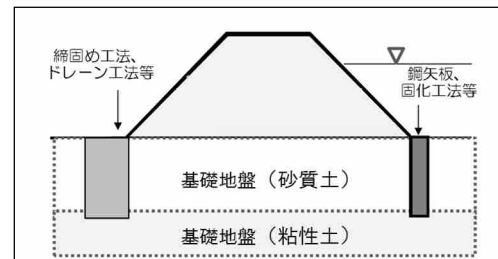 締固め工法、
ドレーン工法等
鋼矢板、
固化工法等
基礎地盤（砂質土）
基礎地盤（粘性土）